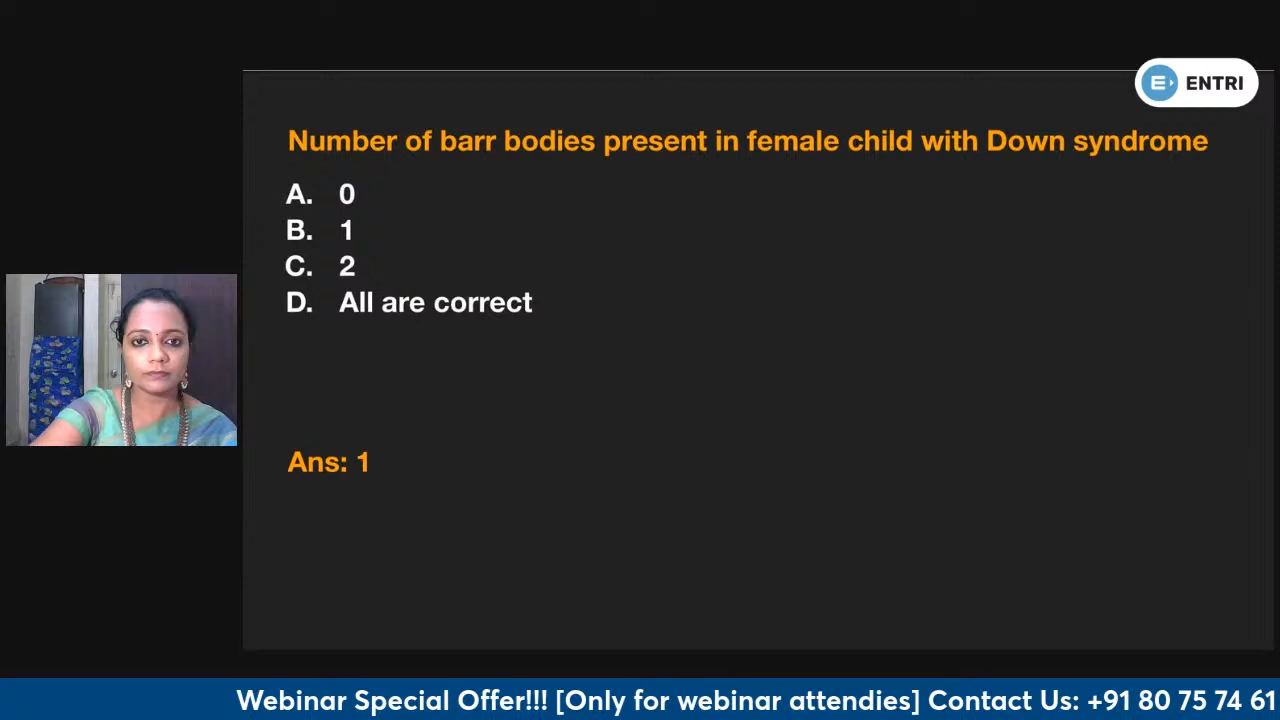 ENTRI
Number of barr bodies present in female child with Down syndrome
A. 0
B. 1
C. 2
D. All are correct
Ans: 1
Webinar Special Offer!!! [Only for webinar attendies] Contact Us: +91 80 75 74 61